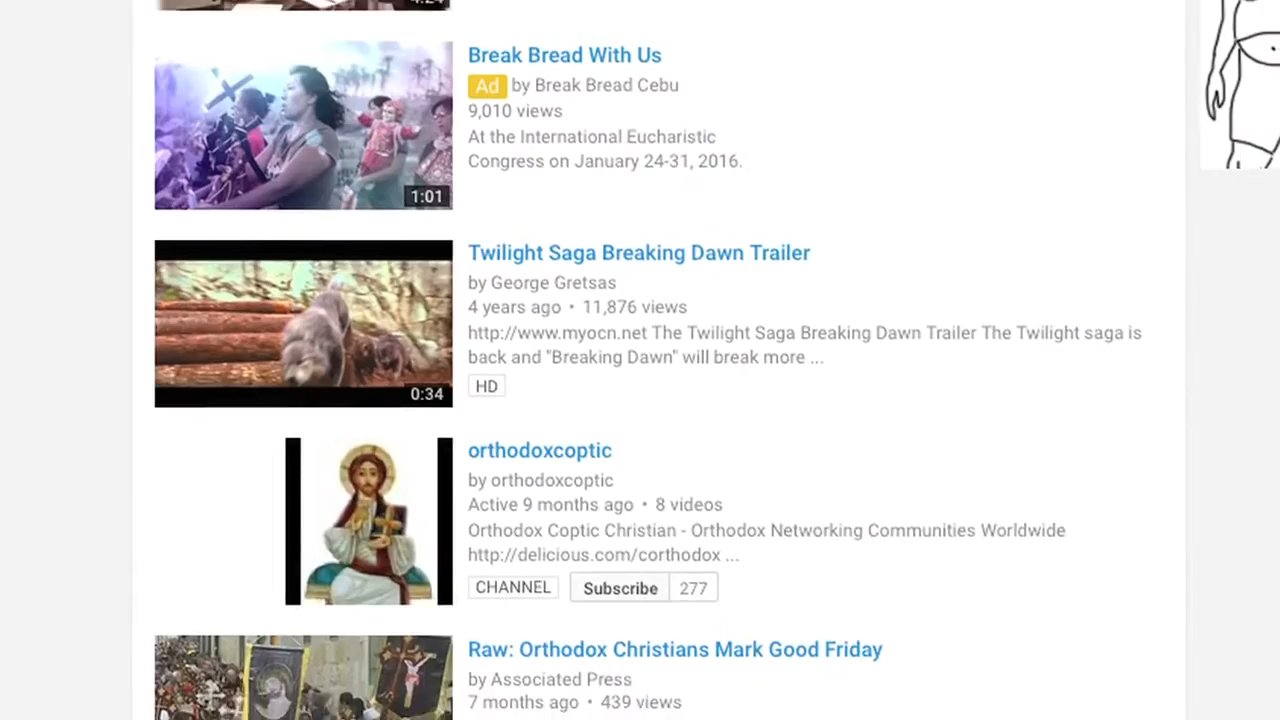 4:24
Break Bread With Us
Ad by Break Bread Cebu
9,010 views
At the International Eucharistic
Congress on January 24-31, 2016.
1:01
Twilight Saga Breaking Dawn Trailer
by George Gretsas
4 years ago • 11,876 views
http://www.myocn.net The Twilight Saga Breaking Dawn Trailer The Twilight saga is
back and "Breaking Dawn" will break more ...
0:34
HD
orthodoxcoptic
by orthodoxcoptic
Active 9 months ago • 8 videos
Orthodox Coptic Christian - Orthodox Networking Communities Worldwide
http://delicious.com/corthodox ...
CHANNEL Subscribe 277
Raw: Orthodox Christians Mark Good Friday
by Associated Press
7 months ago • 439 views